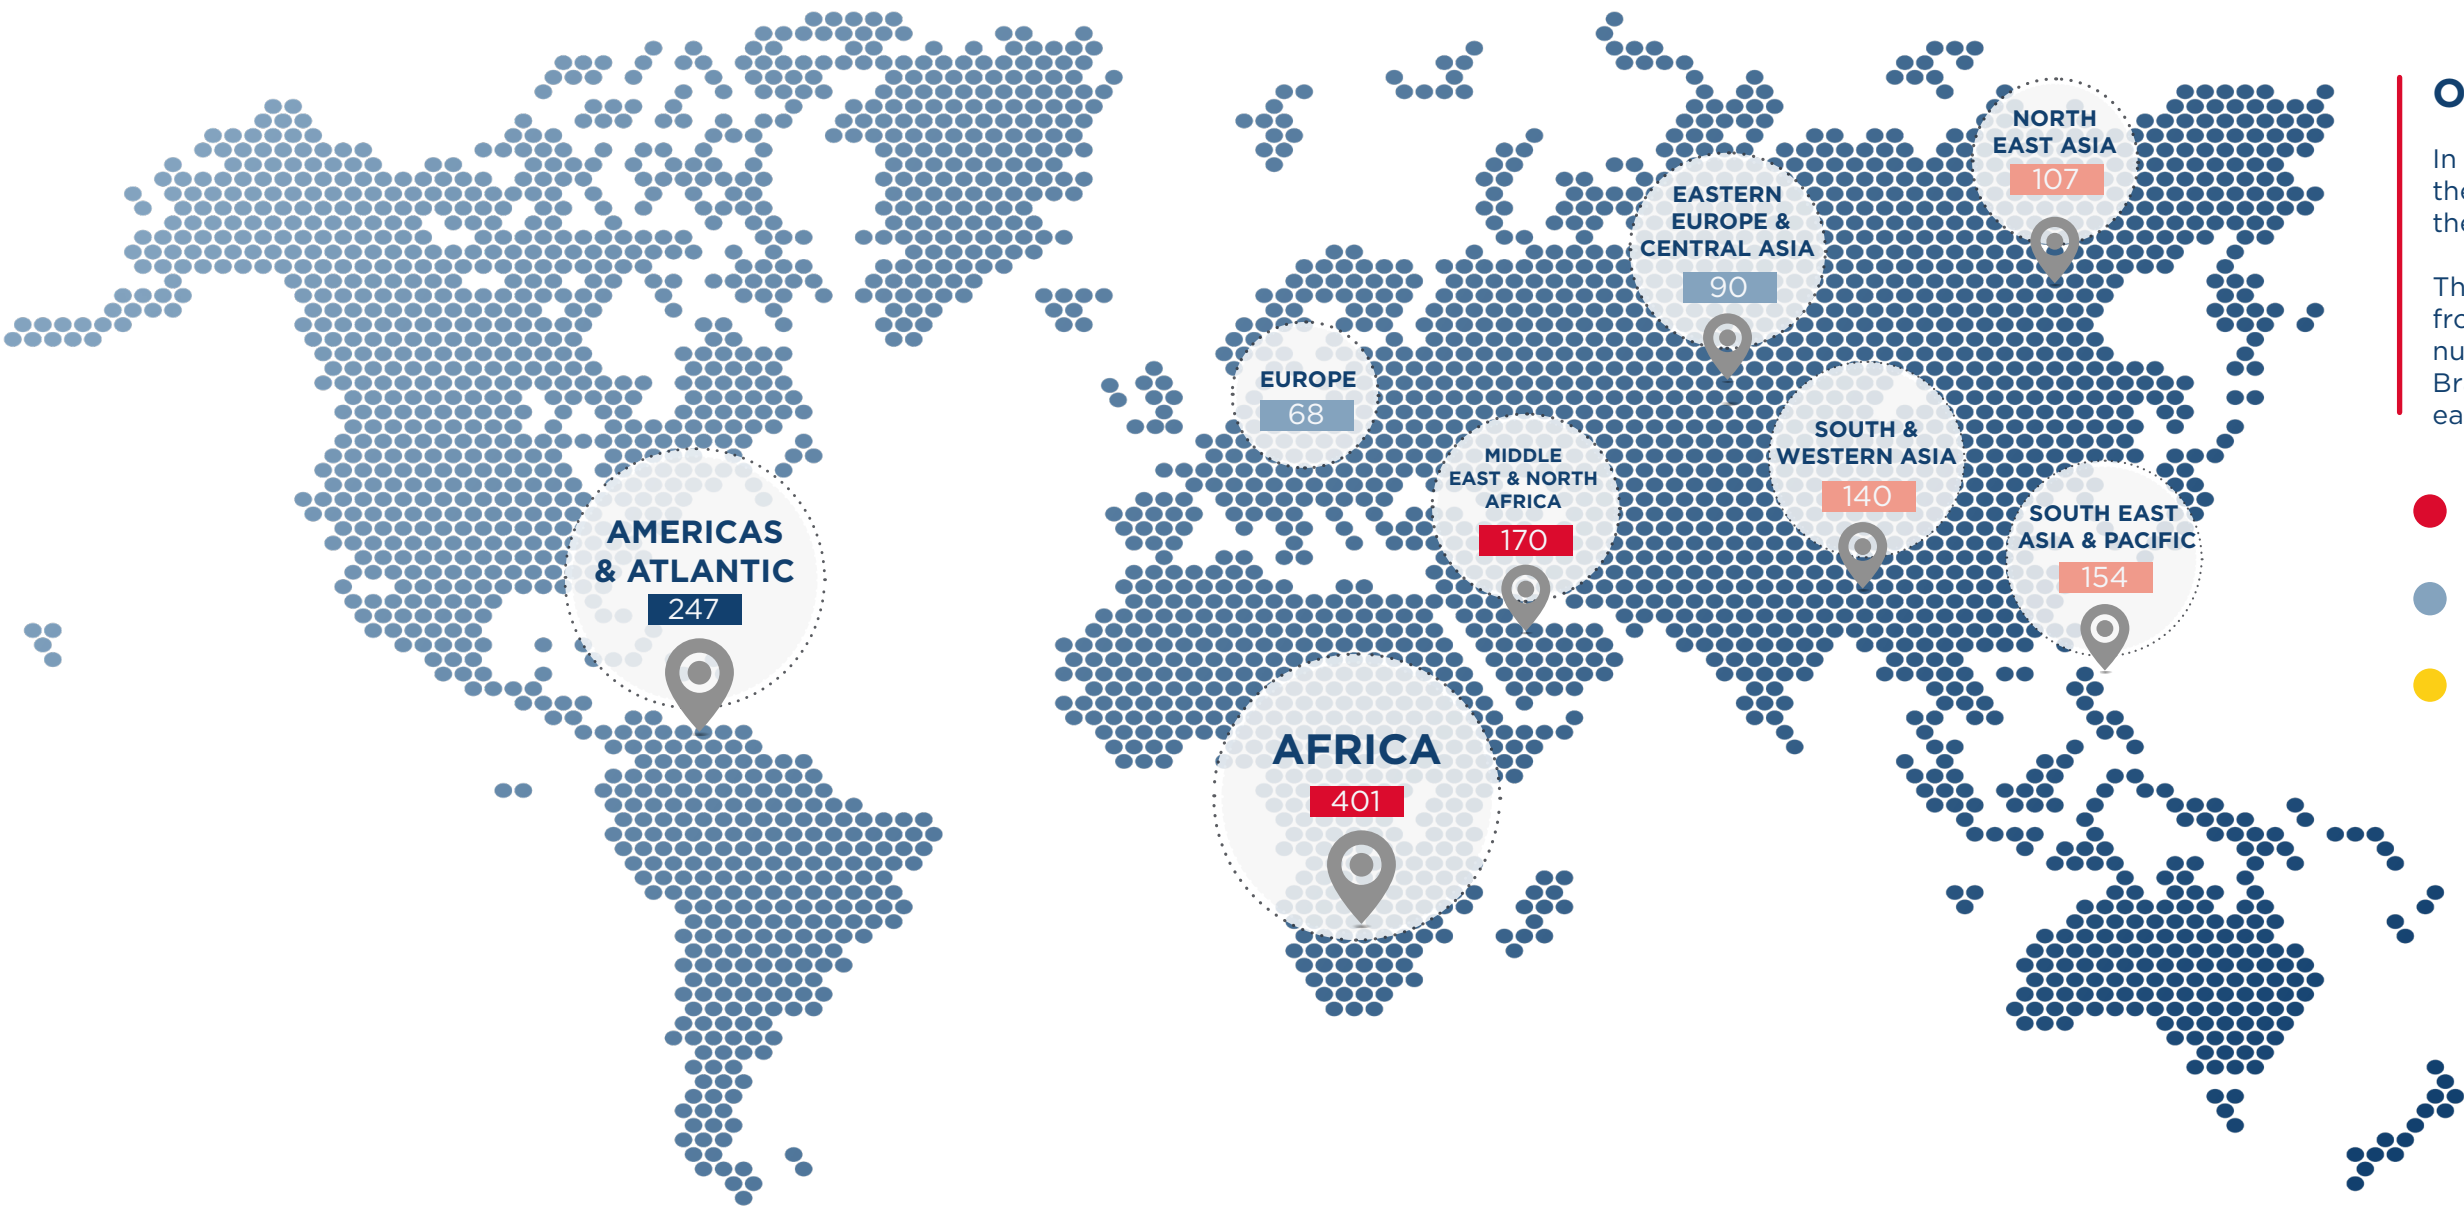 NORTH
EAST ASIA
107
EASTERN
EUROPE &
CENTRAL ASIA
90
EUROPE
68
MIDDLE
EAST & NORTH
AFRICA
170
SOUTH &
WESTERN ASIA
140
SOUTH EAST
ASIA & PACIFIC
154
AMERICAS
& ATLANTIC
247
AFRICA
401
In